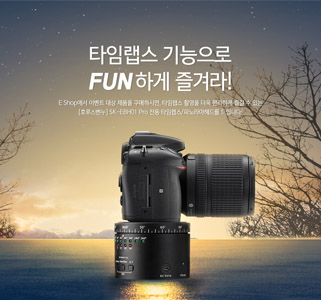 타임랩스 기능으로
FUN하게 즐겨라!
E Shop에서 이벤트 대상 제품을 구매하시면, 타임랩스 촬영을 더욱 편리하게 즐길 수 있는
[호루스벤누] SK-EBH01 Pro 전동 타임랩스/파노라마헤드를 드립니다!